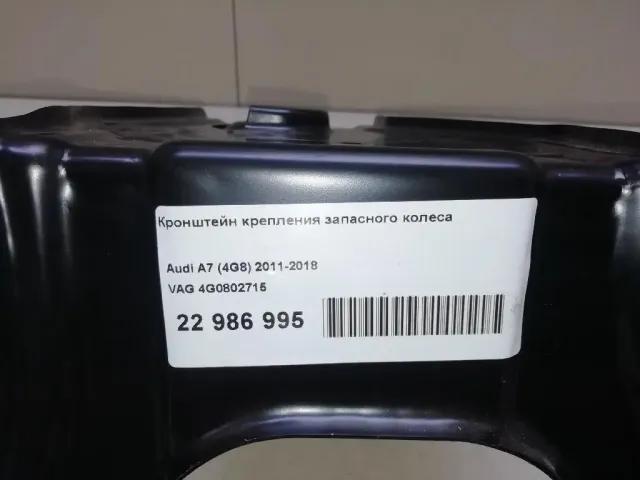 Кронштейн крепления запасного колеса
Audi A7 (4G8) 2011-2018
VAG 4G0802715
22 986 995